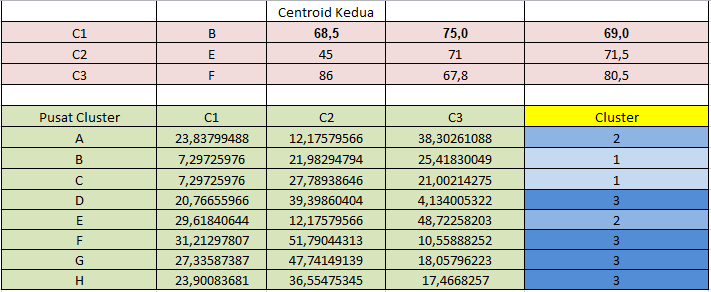 Centroid Kedua
C1 B 68,5 75,0 69,0
C2 E 45 71 71,5
C3 F 86 67,8 80,5
Pusat Cluster C1 C2 C3 Cluster
A 23,83799488 12,17579566 38,30261088 2
B 7,29725976 21,98294794 25,41830049 1
C 7,29725976 27,78938646 21,00214275 1
D 20,76655966 39,39860404 4,134005322 3
E 29,61840644 12,17579566 48,72258203 2
F 31,21297807 51,79044313 10,55888252 3
G 27,33587387 47,74149139 18,05796223 3
H 23,90083681 36,55475345 17,4668257 3